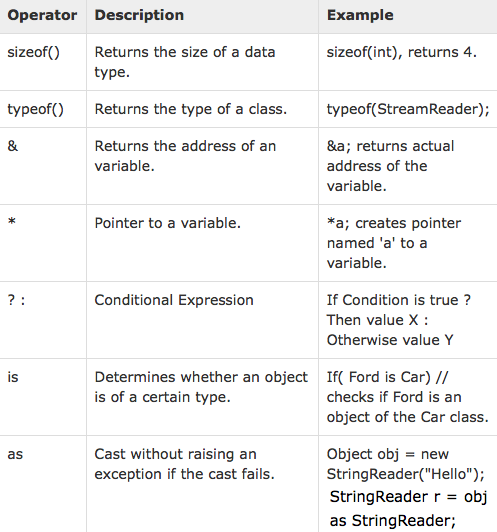 Operator Description Example
sizeof() Returns the size of a data sizeof(int), returns 4.
type.
typeof() Returns the type of a class. typeof(StreamReader);
& Returns the address of an &a; returns actual
variable. address of the
variable.
* Pointer to a variable. *a; creates pointer
named 'a' to a
variable.
? : Conditional Expression If Condition is true ?
Then value X :
Otherwise value Y
is Determines whether an object If( Ford is Car) //
is of a certain type. checks if Ford is an
object of the Car class.
as Cast without raising an Object obj = new
exception if the cast fails. StringReader("Hello");
StringReader r = obj
as StringReader;